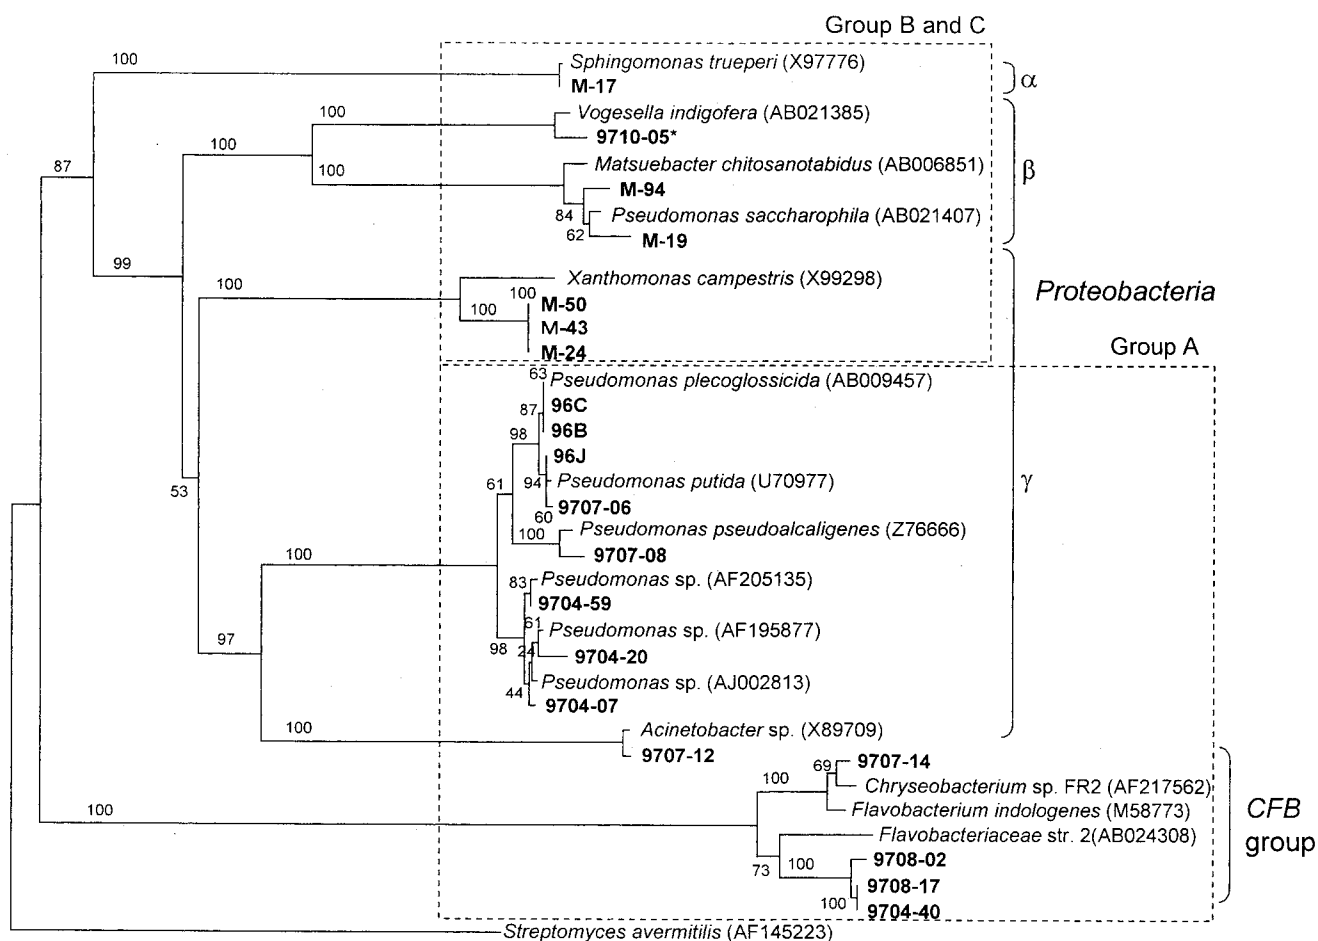 Group B and C
100
Sphingomonas trueperi (X97776)
M-17
α
100
Vogesella indigofera (AB021385)
9710-05*
100
87
100
Matsuebacter chitosanotabidus (AB006851)
β
M-94
84
Pseudomonas saccharophila (AB021407)
62
M-19
99
100
Xanthomonas campestris (X99298)
Proteobacteria
100
100
M-50
M-43
M-24
Group A
63
Pseudomonas plecoglossicida (AB009457)
87
96C
98
96B
96J
53
61
94
Pseudomonas putida (U70977)
γ
60
9707-06
100
Pseudomonas pseudoalcaligenes (Z76666)
9707-08
100
83
Pseudomonas sp. (AF205135)
9704-59
61
Pseudomonas sp. (AF195877)
97
98
24
9704-20
Pseudomonas sp. (AJ002813)
44
9704-07
100
Acinetobacter sp. (X89709)
9707-12
69
9707-14
100
Chryseobacterium sp. FR2 (AF217562)
100
Flavobacterium indologenes (M58773)
CFB
group
Flavobacteriaceae str. 2(AB024308)
73
100
9708-02
9708-17
100
9704-40
Streptomyces avermitilis (AF145223)